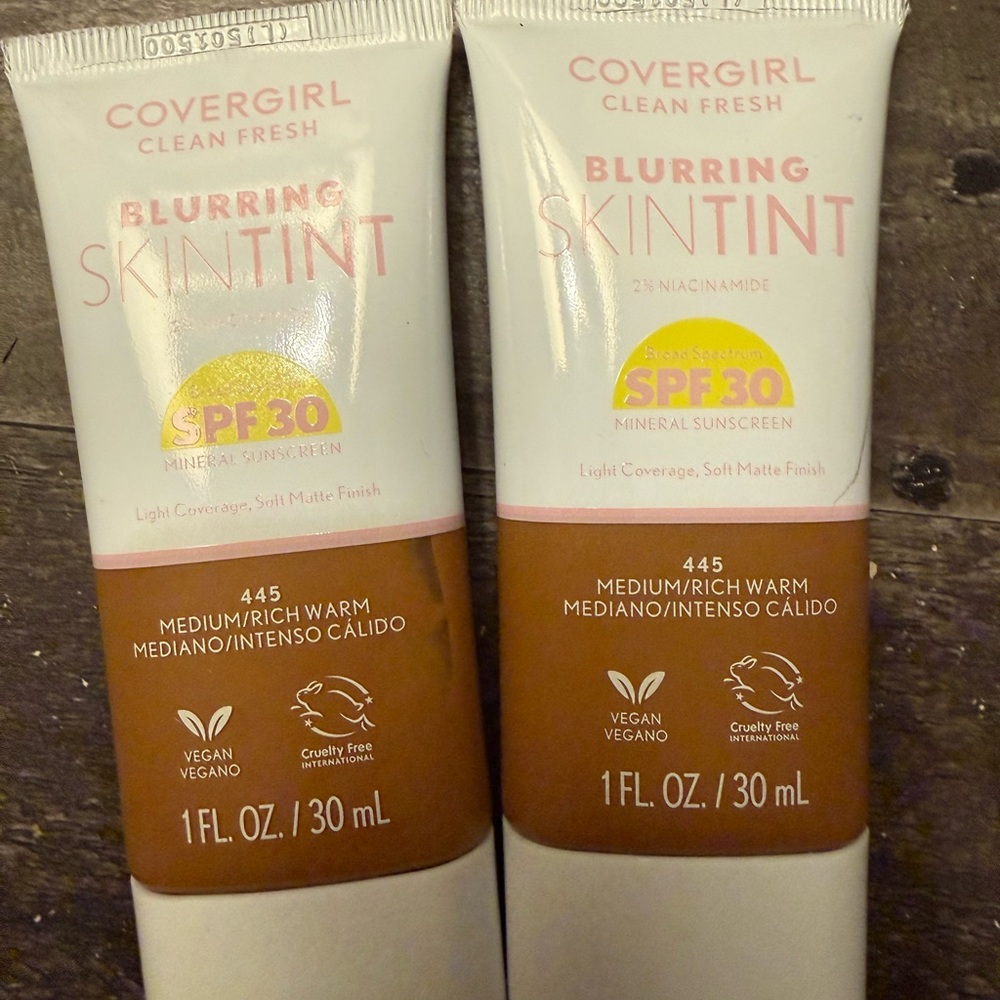 COVERGIRL
CLEAN FRESH
BLURRING
SKINTINT
SPF 30
MINERAL SUNSCREEN
Light Coverage, Soft Matte Finish
445
MEDIUM/RICH WARM
MEDIANO/INTENSO CÁLIDO
VEGAN
VEGANO
Cruelty Free
INTERNATIONAL
1 FL. OZ. / 30 mL
COVERGIRL
CLEAN FRESH
BLURRING
SKINTINT
2% NIACINAMIDE
Broad Spectrum
SPF 30
MINERAL SUNSCREEN
Light Coverage, Soft Matte Finish
445
MEDIUM/RICH WARM
MEDIANO/INTENSO CÁLIDO
VEGAN
VEGANO
Cruelty Free
INTERNATIONAL
1 FL. OZ. / 30 mL